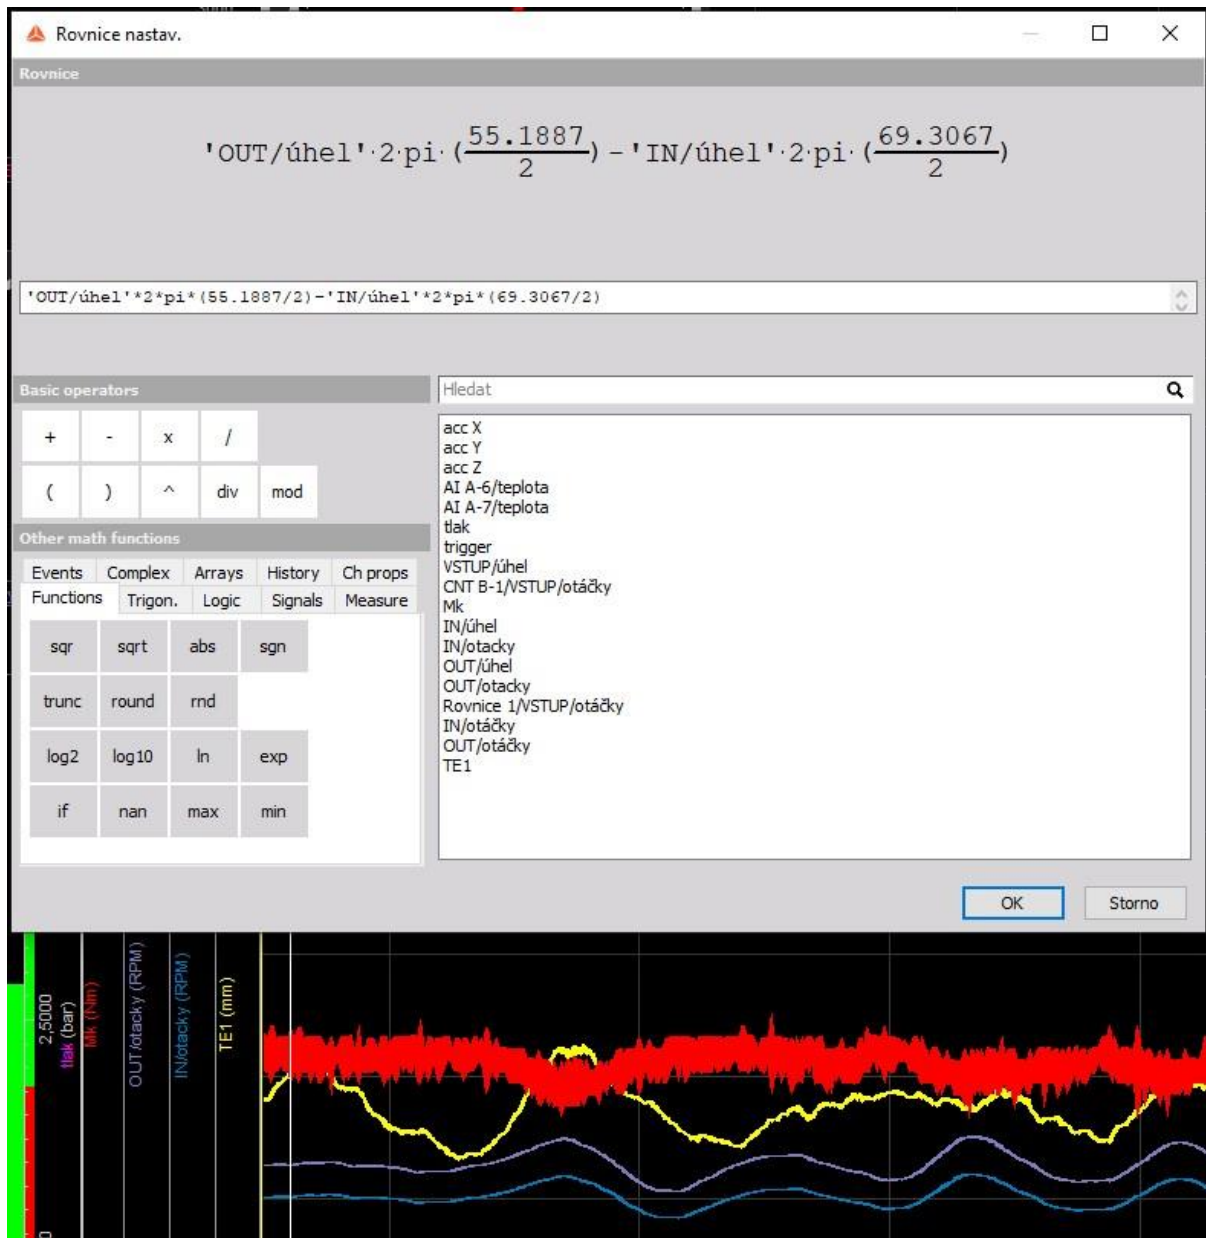 Rovnice nastav.
Rovnice
'OUT/úhel'·2·pi·(55.1887/2)-'IN/úhel'·2·pi·(69.3067/2)
'OUT/úhel'*2*pi*(55.1887/2)-'IN/úhel'*2*pi*(69.3067/2)
Basic operators
+ - x /
( ) ^ div mod
Other math functions
Events Complex Arrays History Ch props
Functions Trigon. Logic Signals Measure
sqr sqrt abs sgn
trunc round rnd
log2 log10 ln exp
if nan max min
Hledat
acc X
acc Y
acc Z
AI A-6/teplota
AI A-7/teplota
tlak
trigger
VSTUP/úhel
CNT B-1/VSTUP/otáčky
Mk
IN/úhel
IN/otacky
OUT/úhel
OUT/otacky
Rovnice 1/VSTUP/otáčky
IN/otáčky
OUT/otáčky
TE1
OK Storno
2,5000
tlak (bar)
Mk (Nm)
OUT/otacky (RPM)
IN/otacky (RPM)
TE1 (mm)